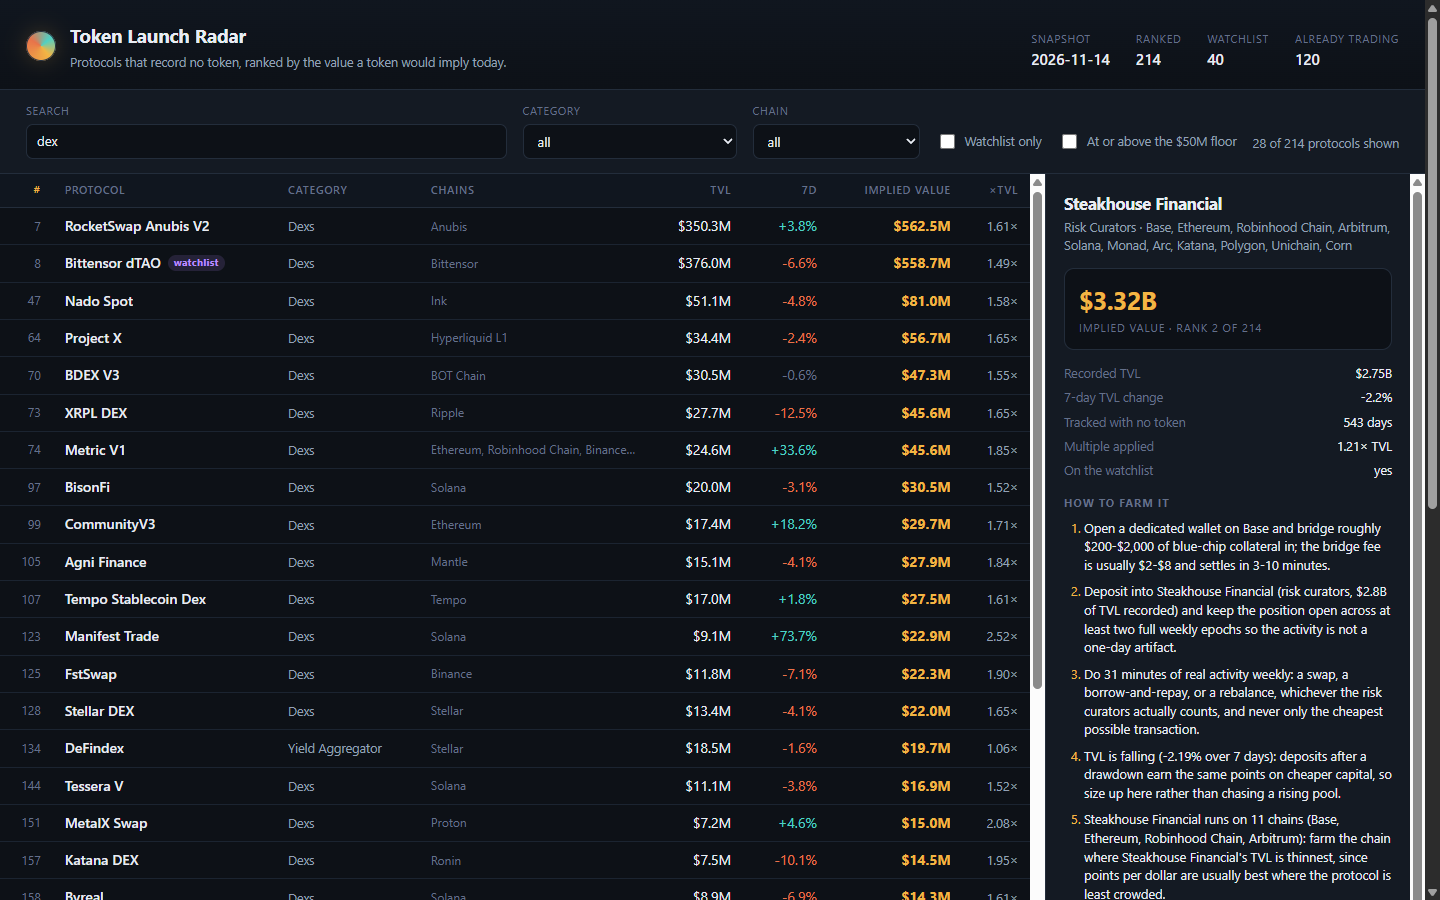 Token Launch Radar
Protocols that record no token, ranked by the value a token would imply today.
SNAPSHOT
2026-11-14
RANKED
214
WATCHLIST
40
ALREADY TRADING
120
SEARCH
dex
CATEGORY
all
CHAIN
all
Watchlist only
At or above the $50M floor
28 of 214 protocols shown
# PROTOCOL CATEGORY CHAINS TVL 7D IMPLIED VALUE ×TVL
7 RocketSwap Anubis V2 Dexs Anubis $350.3M +3.8% $562.5M 1.61×
8 Bittensor dTAO watchlist Dexs Bittensor $376.0M -6.6% $558.7M 1.49×
47 Nado Spot Dexs Ink $51.1M -4.8% $81.0M 1.58×
64 Project X Dexs Hyperliquid L1 $34.4M -2.4% $56.7M 1.65×
70 BDEX V3 Dexs BOT Chain $30.5M -0.6% $47.3M 1.55×
73 XRPL DEX Dexs Ripple $27.7M -12.5% $45.6M 1.65×
74 Metric V1 Dexs Ethereum, Robinhood Chain, Binance... $24.6M +33.6% $45.6M 1.85×
97 BisonFi Dexs Solana $20.0M -3.1% $30.5M 1.52×
99 CommunityV3 Dexs Ethereum $17.4M +18.2% $29.7M 1.71×
105 Agni Finance Dexs Mantle $15.1M -4.1% $27.9M 1.84×
107 Tempo Stablecoin Dex Dexs Tempo $17.0M +1.8% $27.5M 1.61×
123 Manifest Trade Dexs Solana $9.1M +73.7% $22.9M 2.52×
125 FstSwap Dexs Binance $11.8M -7.1% $22.3M 1.90×
128 Stellar DEX Dexs Stellar $13.4M -4.1% $22.0M 1.65×
134 DeFindex Yield Aggregator Stellar $18.5M -1.6% $19.7M 1.06×
144 Tessera V Dexs Solana $11.1M -3.8% $16.9M 1.52×
151 MetalX Swap Dexs Proton $7.2M +4.6% $15.0M 2.08×
157 Katana DEX Dexs Ronin $7.5M -10.1% $14.5M 1.95×
158 Byreal Dexs Solana $8.9M -6.9% $14.3M 1.61×
Steakhouse Financial
Risk Curators · Base, Ethereum, Robinhood Chain, Arbitrum,
Solana, Monad, Arc, Katana, Polygon, Unichain, Corn
$3.32B
IMPLIED VALUE · RANK 2 OF 214
Recorded TVL $2.75B
7-day TVL change -2.2%
Tracked with no token 543 days
Multiple applied 1.21× TVL
On the watchlist yes
HOW TO FARM IT
1. Open a dedicated wallet on Base and bridge roughly
$200-$2,000 of blue-chip collateral in; the bridge fee
is usually $2-$8 and settles in 3-10 minutes.
2. Deposit into Steakhouse Financial (risk curators, $2.8B
of TVL recorded) and keep the position open across at
least two full weekly epochs so the activity is not a
one-day artifact.
3. Do 31 minutes of real activity weekly: a swap, a
borrow-and-repay, or a rebalance, whichever the risk
curators actually counts, and never only the cheapest
possible transaction.
4. TVL is falling (-2.19% over 7 days): deposits after a
drawdown earn the same points on cheaper capital, so
size up here rather than chasing a rising pool.
5. Steakhouse Financial runs on 11 chains (Base,
Ethereum, Robinhood Chain, Arbitrum): farm the chain
where Steakhouse Financial's TVL is thinnest, since
points per dollar are usually best where the protocol is
least crowded.